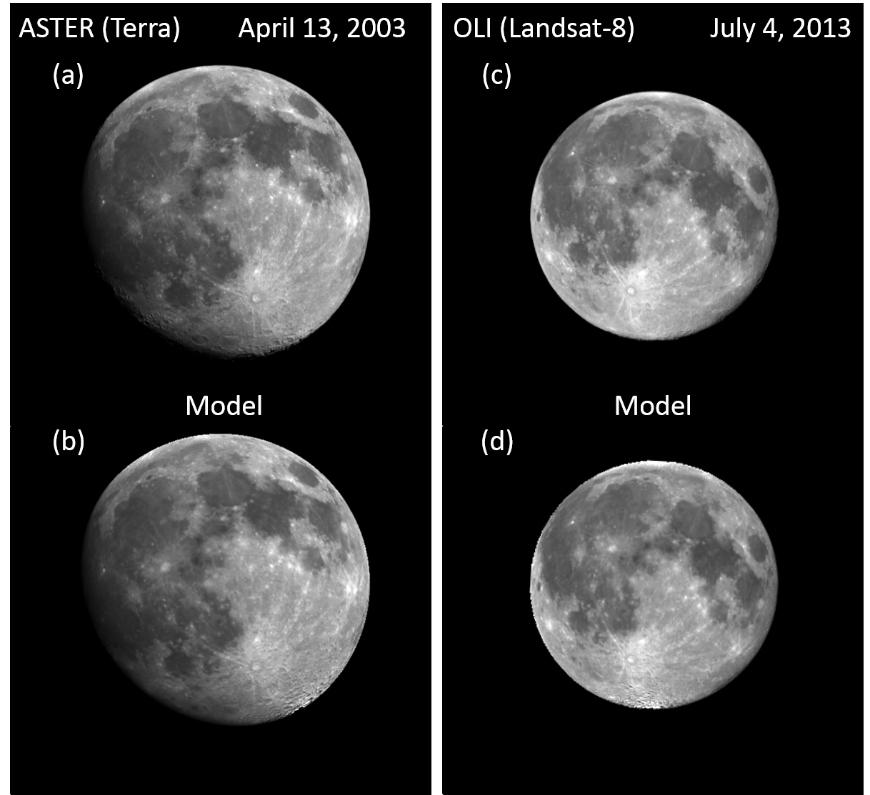 ASTER (Terra) April 13, 2003
(a)
Model
(b)
OLI (Landsat-8) July 4, 2013
(c)
Model
(d)